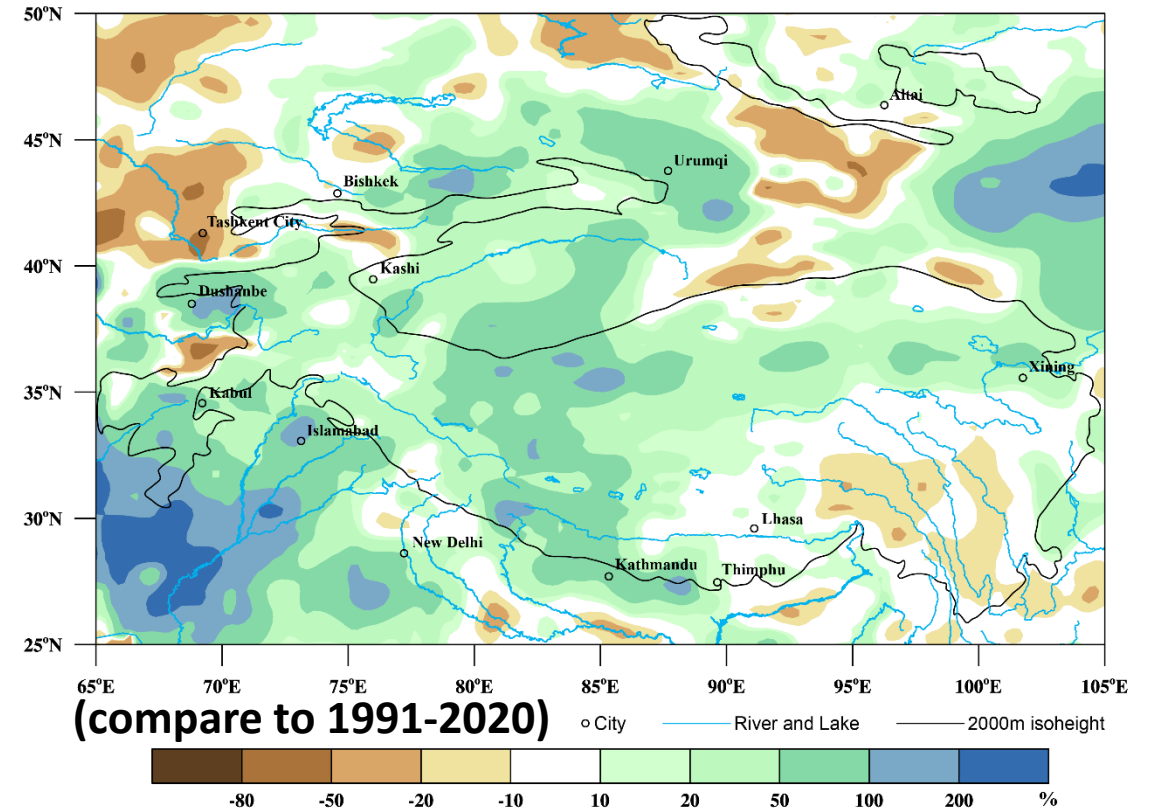 50°N
45°N
40°N
35°N
30°N
25°N
Altai
Urumqi
Bishkek
Tashkent City
Kashi
Dushanbe
Xining
Kabul
Islamabad
Lhasa
New Delhi
Kathmandu
Thimphu
65°E 70°E 75°E 80°E 85°E 90°E 95°E 100°E 105°E
(compare to 1991-2020) City River and Lake 2000m isoheight
-80 -50 -20 -10 10 20 50 100 200 %